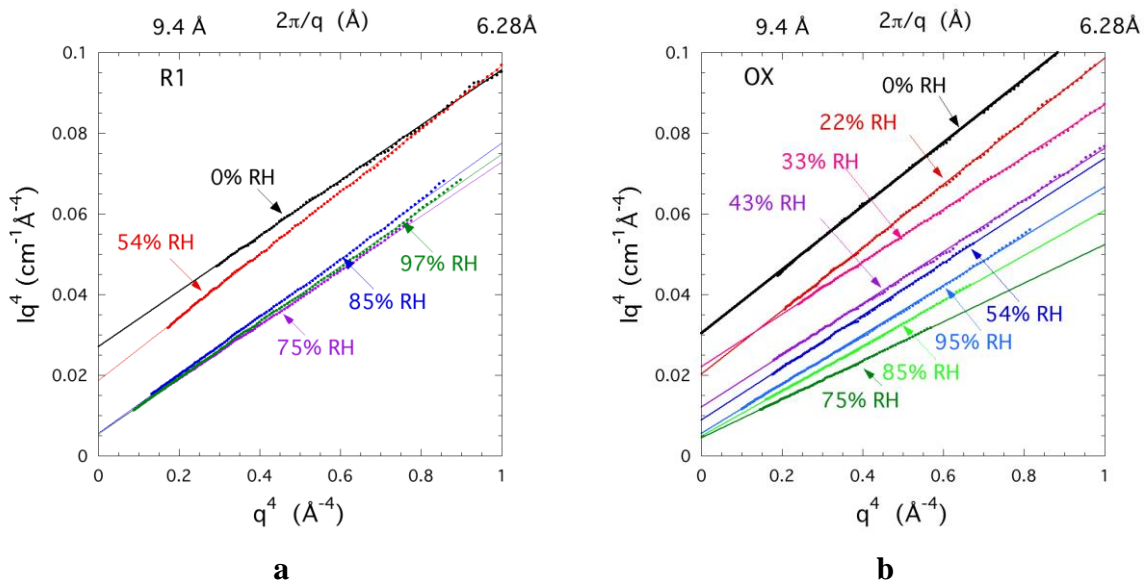 9.4 Å 2π/q (Å) 6.28Å
0.1
R1
0.08
0% RH
0.06
54% RH
97% RH
0.04
85% RH
75% RH
0.02
0
0 0.2 0.4 0.6 0.8 1
Iq⁴ (cm⁻¹Å⁻⁴)
q⁴ (Å⁻⁴)
a
9.4 Å 2π/q (Å) 6.28Å
0.1
OX
0% RH
0.08
22% RH
33% RH
0.06
43% RH
0.04
54% RH
95% RH
0.02
85% RH
75% RH
0
0 0.2 0.4 0.6 0.8 1
Iq⁴ (cm⁻¹Å⁻⁴)
q⁴ (Å⁻⁴)
b